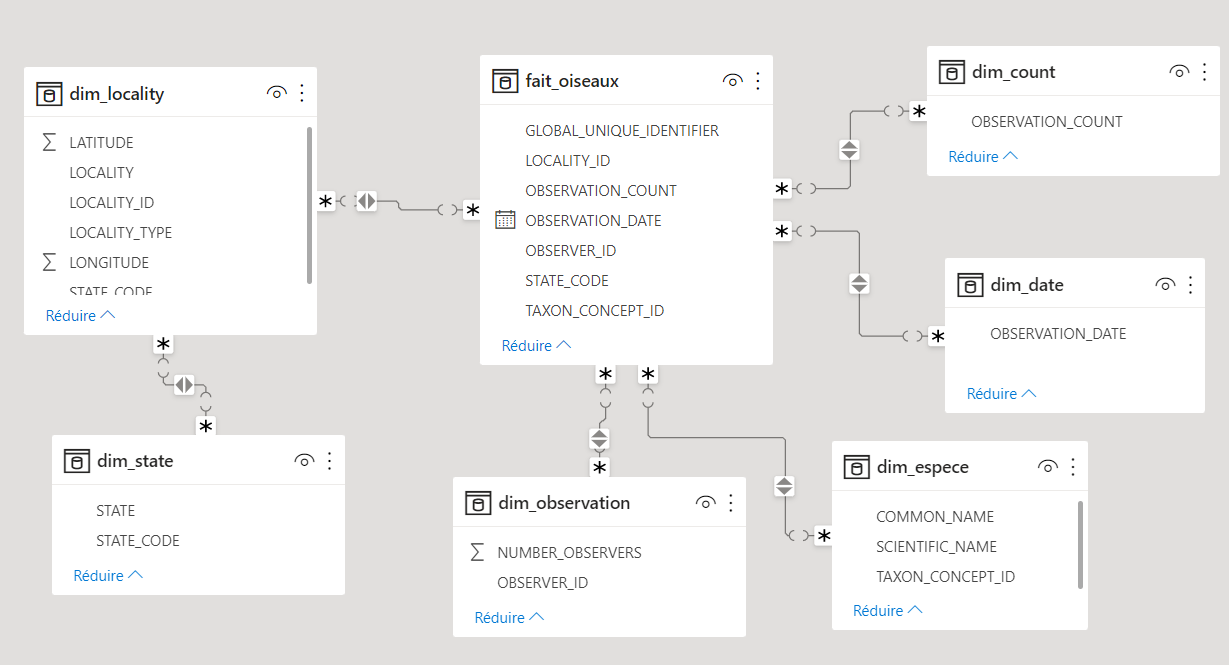 dim_locality
LATITUDE
LOCALITY
LOCALITY_ID
LOCALITY_TYPE
LONGITUDE
STATE_CODE
Réduire
fait_oiseaux
GLOBAL_UNIQUE_IDENTIFIER
LOCALITY_ID
OBSERVATION_COUNT
OBSERVATION_DATE
OBSERVER_ID
STATE_CODE
TAXON_CONCEPT_ID
Réduire
dim_count
OBSERVATION_COUNT
Réduire
dim_date
OBSERVATION_DATE
Réduire
dim_state
STATE
STATE_CODE
Réduire
dim_observation
NUMBER_OBSERVERS
OBSERVER_ID
Réduire
dim_espece
COMMON_NAME
SCIENTIFIC_NAME
TAXON_CONCEPT_ID
Réduire